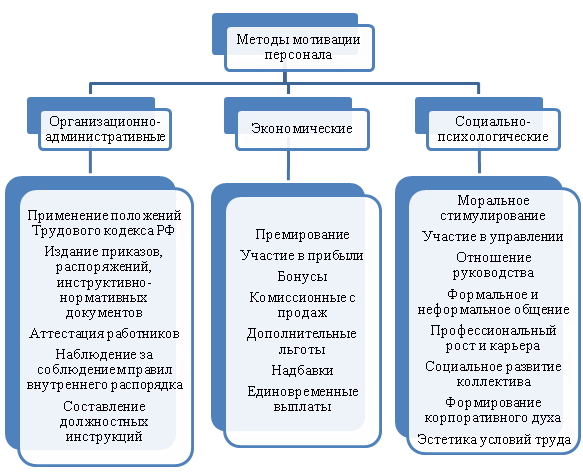 Методы мотивации
персонала
Организационно-
административные
Экономические
Социально-
психологические
Применение положений
Трудового кодекса РФ
Издание приказов,
распоряжений,
инструктивно-
нормативных
документов
Аттестация работников
Наблюдение за
соблюдением правил
внутреннего распорядка
Составление
должностных
инструкций
Премирование
Участие в прибыли
Бонусы
Комиссионные с
продаж
Дополнительные
льготы
Надбавки
Единовременные
выплаты
Моральное
стимулирование
Участие в управлении
Отношение
руководства
Формальное и
неформальное общение
Профессиональный
рост и карьера
Социальное развитие
коллектива
Формирование
корпоративного духа
Эстетика условий труда